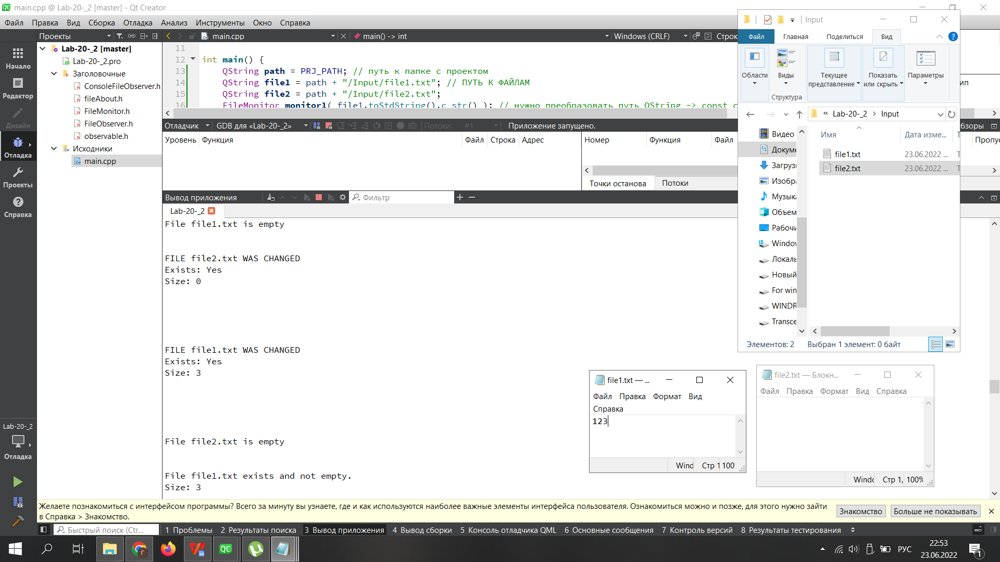 main.cpp @ Lab-20-_2 [master] - Qt Creator
Файл Правка Вид Сборка Отладка Анализ Инструменты Окно Справка
Проекты
main.cpp
main() -> int
Windows (CRLF)
Строк
Начало
Редактор
Дизайн
Отладка
Проекты
Справка
Lab-20-_2 [master]
Lab-20-_2.pro
Заголовочные
ConsoleFileObserver.h
fileAbout.h
FileMonitor.h
FileObserver.h
observable.h
Исходники
main.cpp
11
12 int main() {
13 QString path = PRJ_PATH; // путь к папке с проектом
14 QString file1 = path + "/Input/file1.txt"; // ПУТЬ К ФАЙЛАМ
15 QString file2 = path + "/Input/file2.txt";
16 FileMonitor monitor1( file1.toStdString().c_str() ); // нужно преобразовать путь QString => const c
Отладчик GDB для «Lab-20-_2» Потоки: #1 Приложение запущено.
Уровень Функция Файл Строка Адрес
Номер Функция Файл
Точки останова Потоки
Вывод приложения Фильтр
Lab-20-_2
File file1.txt is empty
FILE file2.txt WAS CHANGED
Exists: Yes
Size: 0
FILE file1.txt WAS CHANGED
Exists: Yes
Size: 3
File file2.txt is empty
File file1.txt exists and not empty.
Size: 3
Input
Файл Главная Поделиться Вид
Области
Виды
Структура
Текущее
представление
Показать
или скрыть
Параметры
ип
« Lab-20-_2 > Input
бзоры
Имя Дата изме... Т
Пропус
file1.txt 23.06.2022 ... Т
file2.txt 23.06.2022 ... Т
Видео
Докуме
Загрузк
Изобра
Музыка
Объем
Рабочи
Window
Локаль
Новый
For win
WINDR
Transce
Элементов: 2 Выбран 1 элемент: 0 байт
file1.txt — ...
Файл Правка Формат Вид
Справка
123
Wind Стр 1 100
file2.txt — Блокн...
Файл Правка Формат Вид Справка
Windc Стр 1, 100%
Lab-20-_2
Отладка
Желаете познакомиться с интерфейсом программы? Всего за минуту вы узнаете, где и как используются наиболее важные элементы интерфейса пользователя. Ознакомиться можно и позже, для этого нужно зайти
в Справка > Знакомство.
Знакомство
Больше не показывать
Быстрый поиск (Ctr...
1 Проблемы 2 Результаты поиска 3 Вывод приложения 4 Вывод сборки 5 Консоль отладчика QML 6 Основные сообщения 7 Контроль версий 8 Результаты тестирования
QC
РУС
22:53
23.06.2022
1